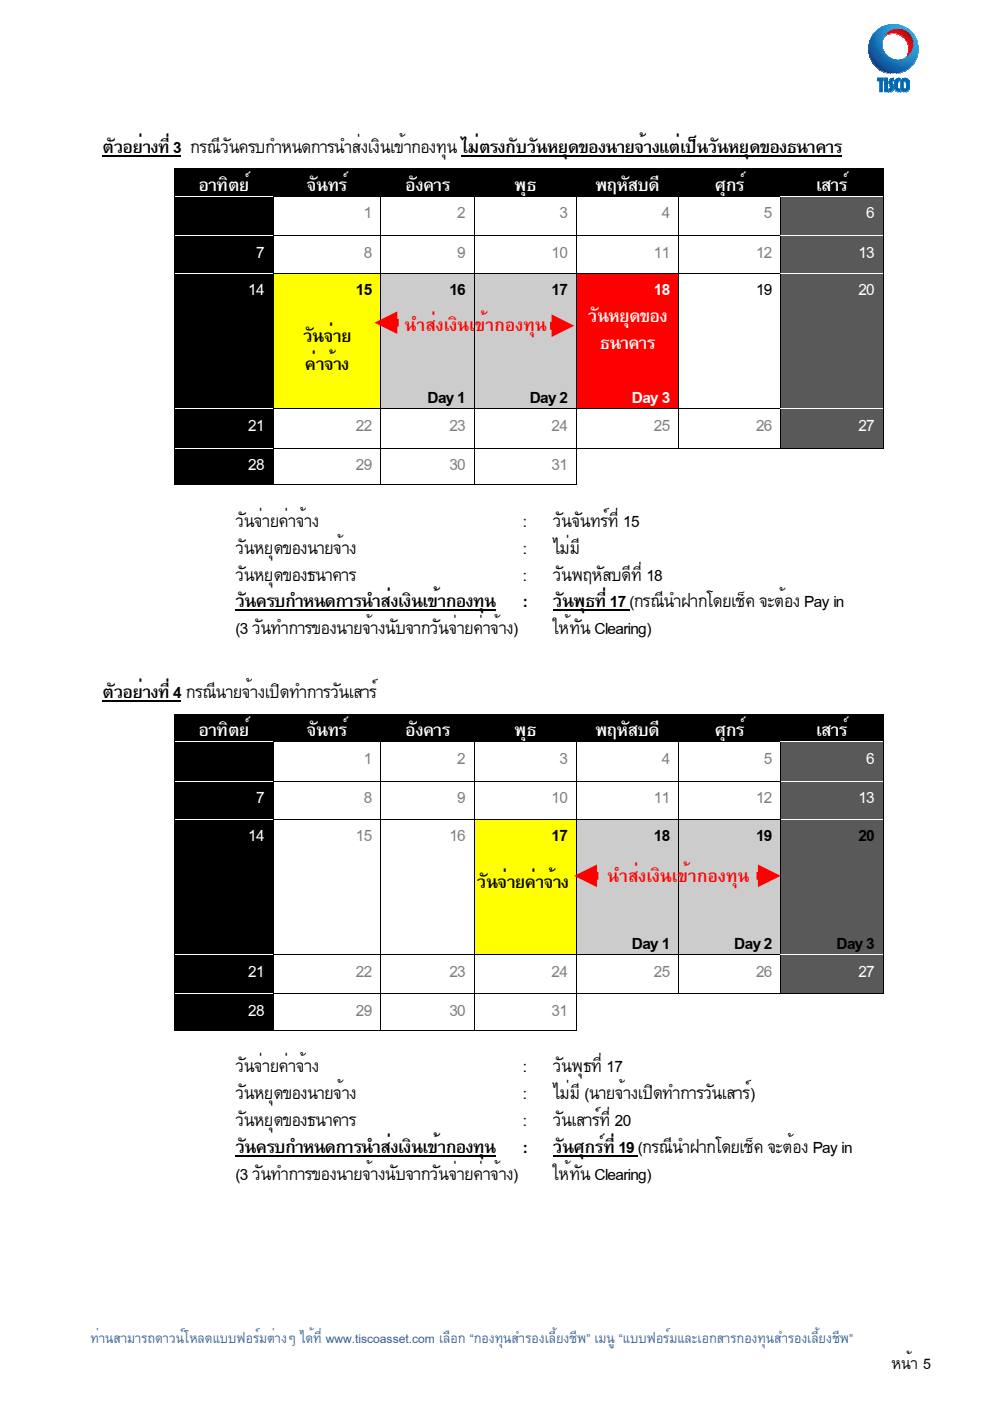 TISCO
ตัวอย่างที่ 3 กรณีวันครบกำหนดการนำส่งเงินเข้ากองทุน ไม่ตรงกับวันหยุดของนายจ้างแต่เป็นวันหยุดของธนาคาร
อาทิตย์ จันทร์ อังคาร พุธ พฤหัสบดี ศุกร์ เสาร์
1 2 3 4 5 6
7 8 9 10 11 12 13
14 15 16 17 18 19 20
วันจ่าย
ค่าจ้าง
นำส่งเงินเข้ากองทุน
วันหยุดของ
ธนาคาร
Day 1 Day 2 Day 3
21 22 23 24 25 26 27
28 29 30 31
วันจ่ายค่าจ้าง : วันจันทร์ที่ 15
วันหยุดของนายจ้าง : ไม่มี
วันหยุดของธนาคาร : วันพฤหัสบดีที่ 18
วันครบกำหนดการนำส่งเงินเข้ากองทุน : วันพุธที่ 17 (กรณีนำฝากโดยเช็ค จะต้อง Pay in
(3 วันทำการของนายจ้างนับจากวันจ่ายค่าจ้าง) ให้ทัน Clearing)
ตัวอย่างที่ 4 กรณีนายจ้างเปิดทำการวันเสาร์
อาทิตย์ จันทร์ อังคาร พุธ พฤหัสบดี ศุกร์ เสาร์
1 2 3 4 5 6
7 8 9 10 11 12 13
14 15 16 17 18 19 20
วันจ่ายค่าจ้าง นำส่งเงินเข้ากองทุน
Day 1 Day 2 Day 3
21 22 23 24 25 26 27
28 29 30 31
วันจ่ายค่าจ้าง : วันพุธที่ 17
วันหยุดของนายจ้าง : ไม่มี (นายจ้างเปิดทำการวันเสาร์)
วันหยุดของธนาคาร : วันเสาร์ที่ 20
วันครบกำหนดการนำส่งเงินเข้ากองทุน : วันศุกร์ที่ 19 (กรณีนำฝากโดยเช็ค จะต้อง Pay in
(3 วันทำการของนายจ้างนับจากวันจ่ายค่าจ้าง) ให้ทัน Clearing)
ท่านสามารถดาวน์โหลดแบบฟอร์มต่างๆ ได้ที่ www.tiscoasset.com เลือก “กองทุนสำรองเลี้ยงชีพ” เมนู “แบบฟอร์มและเอกสารกองทุนสำรองเลี้ยงชีพ”
หน้า 5